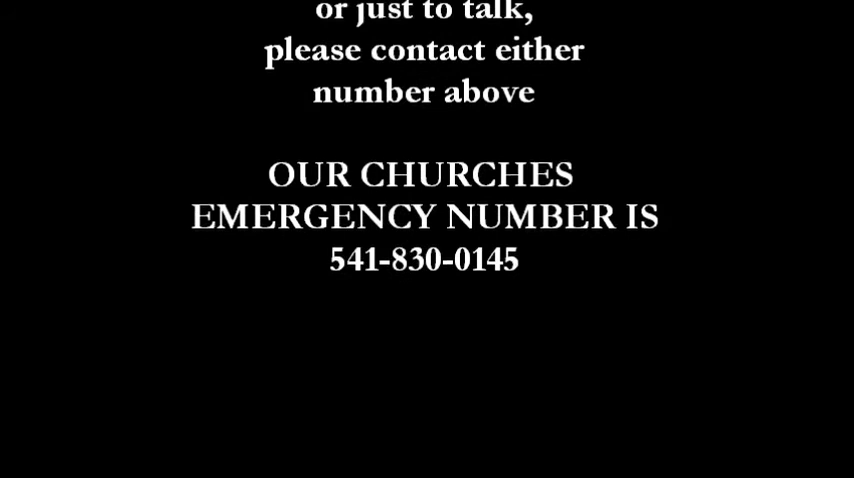 or just to talk,
please contact either
number above
OUR CHURCHES
EMERGENCY NUMBER IS
541-830-0145